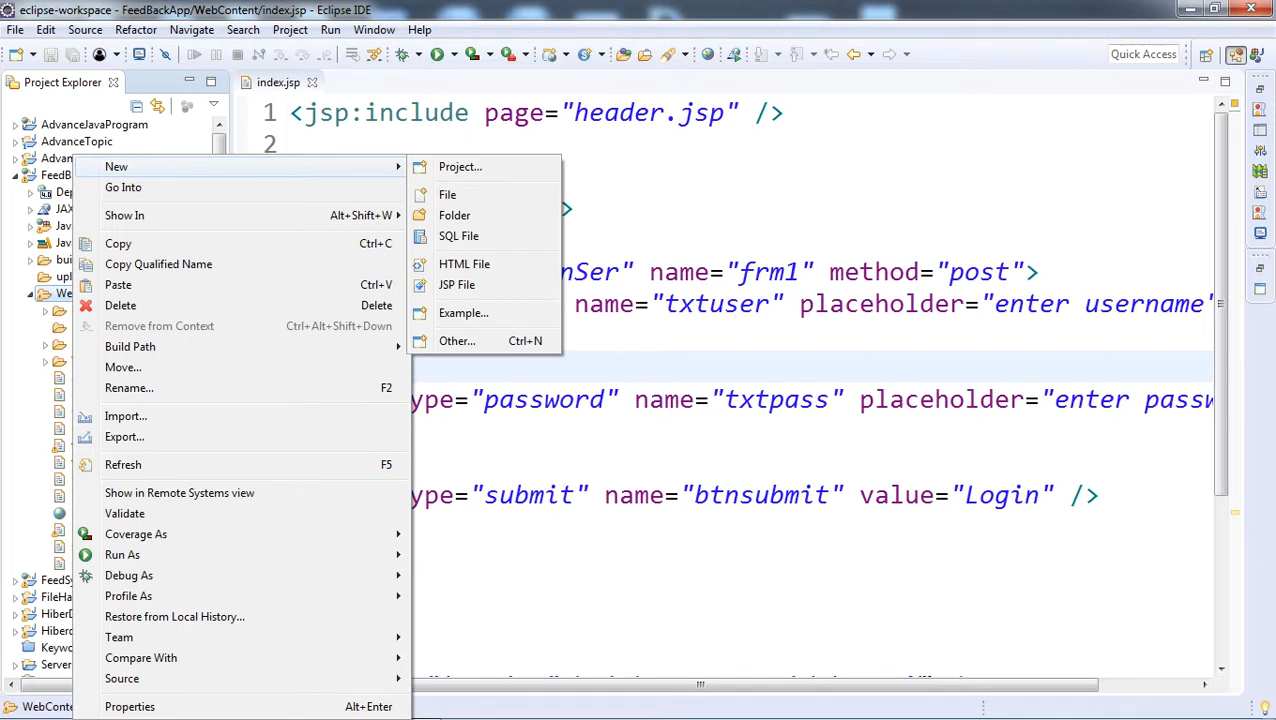 eclipse-workspace - FeedBackApp/WebContent/index.jsp - Eclipse IDE
File Edit Source Refactor Navigate Search Project Run Window Help
Quick Access
Project Explorer
index.jsp
AdvanceJavaProgram
AdvanceTopic
1 <jsp:include page="header.jsp" />
2
New
Go Into
Show In Alt+Shift+W
Copy Ctrl+C
Copy Qualified Name
Paste Ctrl+V
Delete Delete
Remove from Context Ctrl+Alt+Shift+Down
Build Path
Move...
Rename... F2
Import...
Export...
Refresh F5
Show in Remote Systems view
Validate
Coverage As
Run As
Debug As
Profile As
Restore from Local History...
Team
Compare With
Source
Properties Alt+Enter
Project...
File
Folder
SQL File
HTML File
JSP File
Example...
Other... Ctrl+N
>
nSer" name="frm1" method="post">
name="txtuser" placeholder="enter username"
ype="password" name="txtpass" placeholder="enter passw
ype="submit" name="btnsubmit" value="Login" />